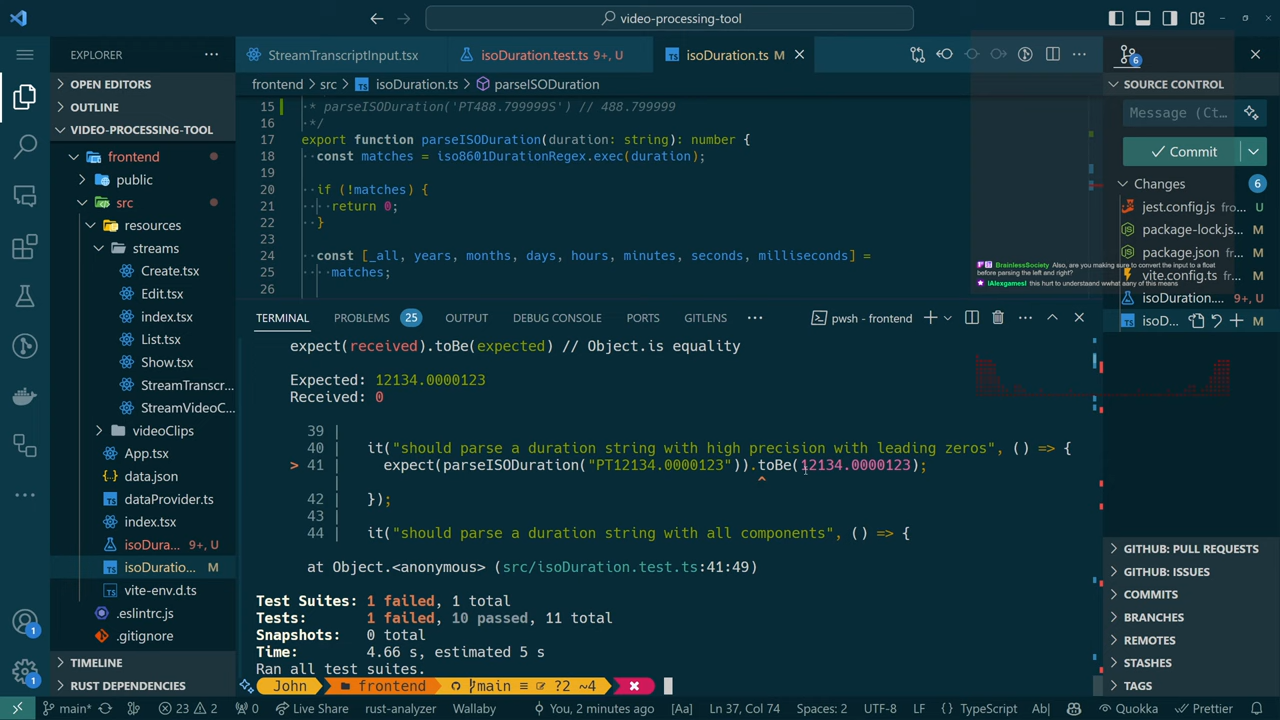 video-processing-tool
EXPLORER
OPEN EDITORS
OUTLINE
VIDEO-PROCESSING-TOOL
frontend
public
src
resources
streams
Create.tsx
Edit.tsx
index.tsx
List.tsx
Show.tsx
StreamTranscr...
StreamVideoC...
videoClips
App.tsx
data.json
dataProvider.ts
index.tsx
isoDura... 9+, U
isoDuratio... M
vite-env.d.ts
.eslintrc.js
.gitignore
TIMELINE
RUST DEPENDENCIES
StreamTranscriptInput.tsx
isoDuration.test.ts 9+, U
isoDuration.ts M
frontend > src > isoDuration.ts > parseISODuration
15 * parseISODuration('PT488.799999S') // 488.799999
16 */
17 export function parseISODuration(duration: string): number {
18 const matches = iso8601DurationRegex.exec(duration);
19
20 if (!matches) {
21 return 0;
22 }
23
24 const [_all, years, months, days, hours, minutes, seconds, milliseconds] =
25 matches;
26
TERMINAL PROBLEMS 25 OUTPUT DEBUG CONSOLE PORTS GITLENS
pwsh - frontend
expect(received).toBe(expected) // Object.is equality
Expected: 12134.0000123
Received: 0
39 |
40 | it("should parse a duration string with high precision with leading zeros", () => {
> 41 | expect(parseISODuration("PT12134.0000123")).toBe(12134.0000123);
| ^
42 | });
43 |
44 | it("should parse a duration string with all components", () => {
at Object.<anonymous> (src/isoDuration.test.ts:41:49)
Test Suites: 1 failed, 1 total
Tests: 1 failed, 10 passed, 11 total
Snapshots: 0 total
Time: 4.66 s, estimated 5 s
Ran all test suites.
John frontend main ≡ ?2 ~4
SOURCE CONTROL
Message (Ct...
Commit
Changes 6
jest.config.js fro... U
package-lock.js... M
package.json fr... M
BrainlessSociety: Also, are you making sure to convert the input to a float
before parsing the left and right?
vite.config.ts M
IAlexgamesI: this hurt to understaand wwhat aany of this means
isoDuration.... 9+, U
isoD... M
GITHUB: PULL REQUESTS
GITHUB: ISSUES
COMMITS
BRANCHES
REMOTES
STASHES
TAGS
main* 23 2 0 Live Share rust-analyzer Wallaby You, 2 minutes ago [Aa] Ln 37, Col 74 Spaces: 2 UTF-8 LF TypeScript Ab| Quokka Prettier